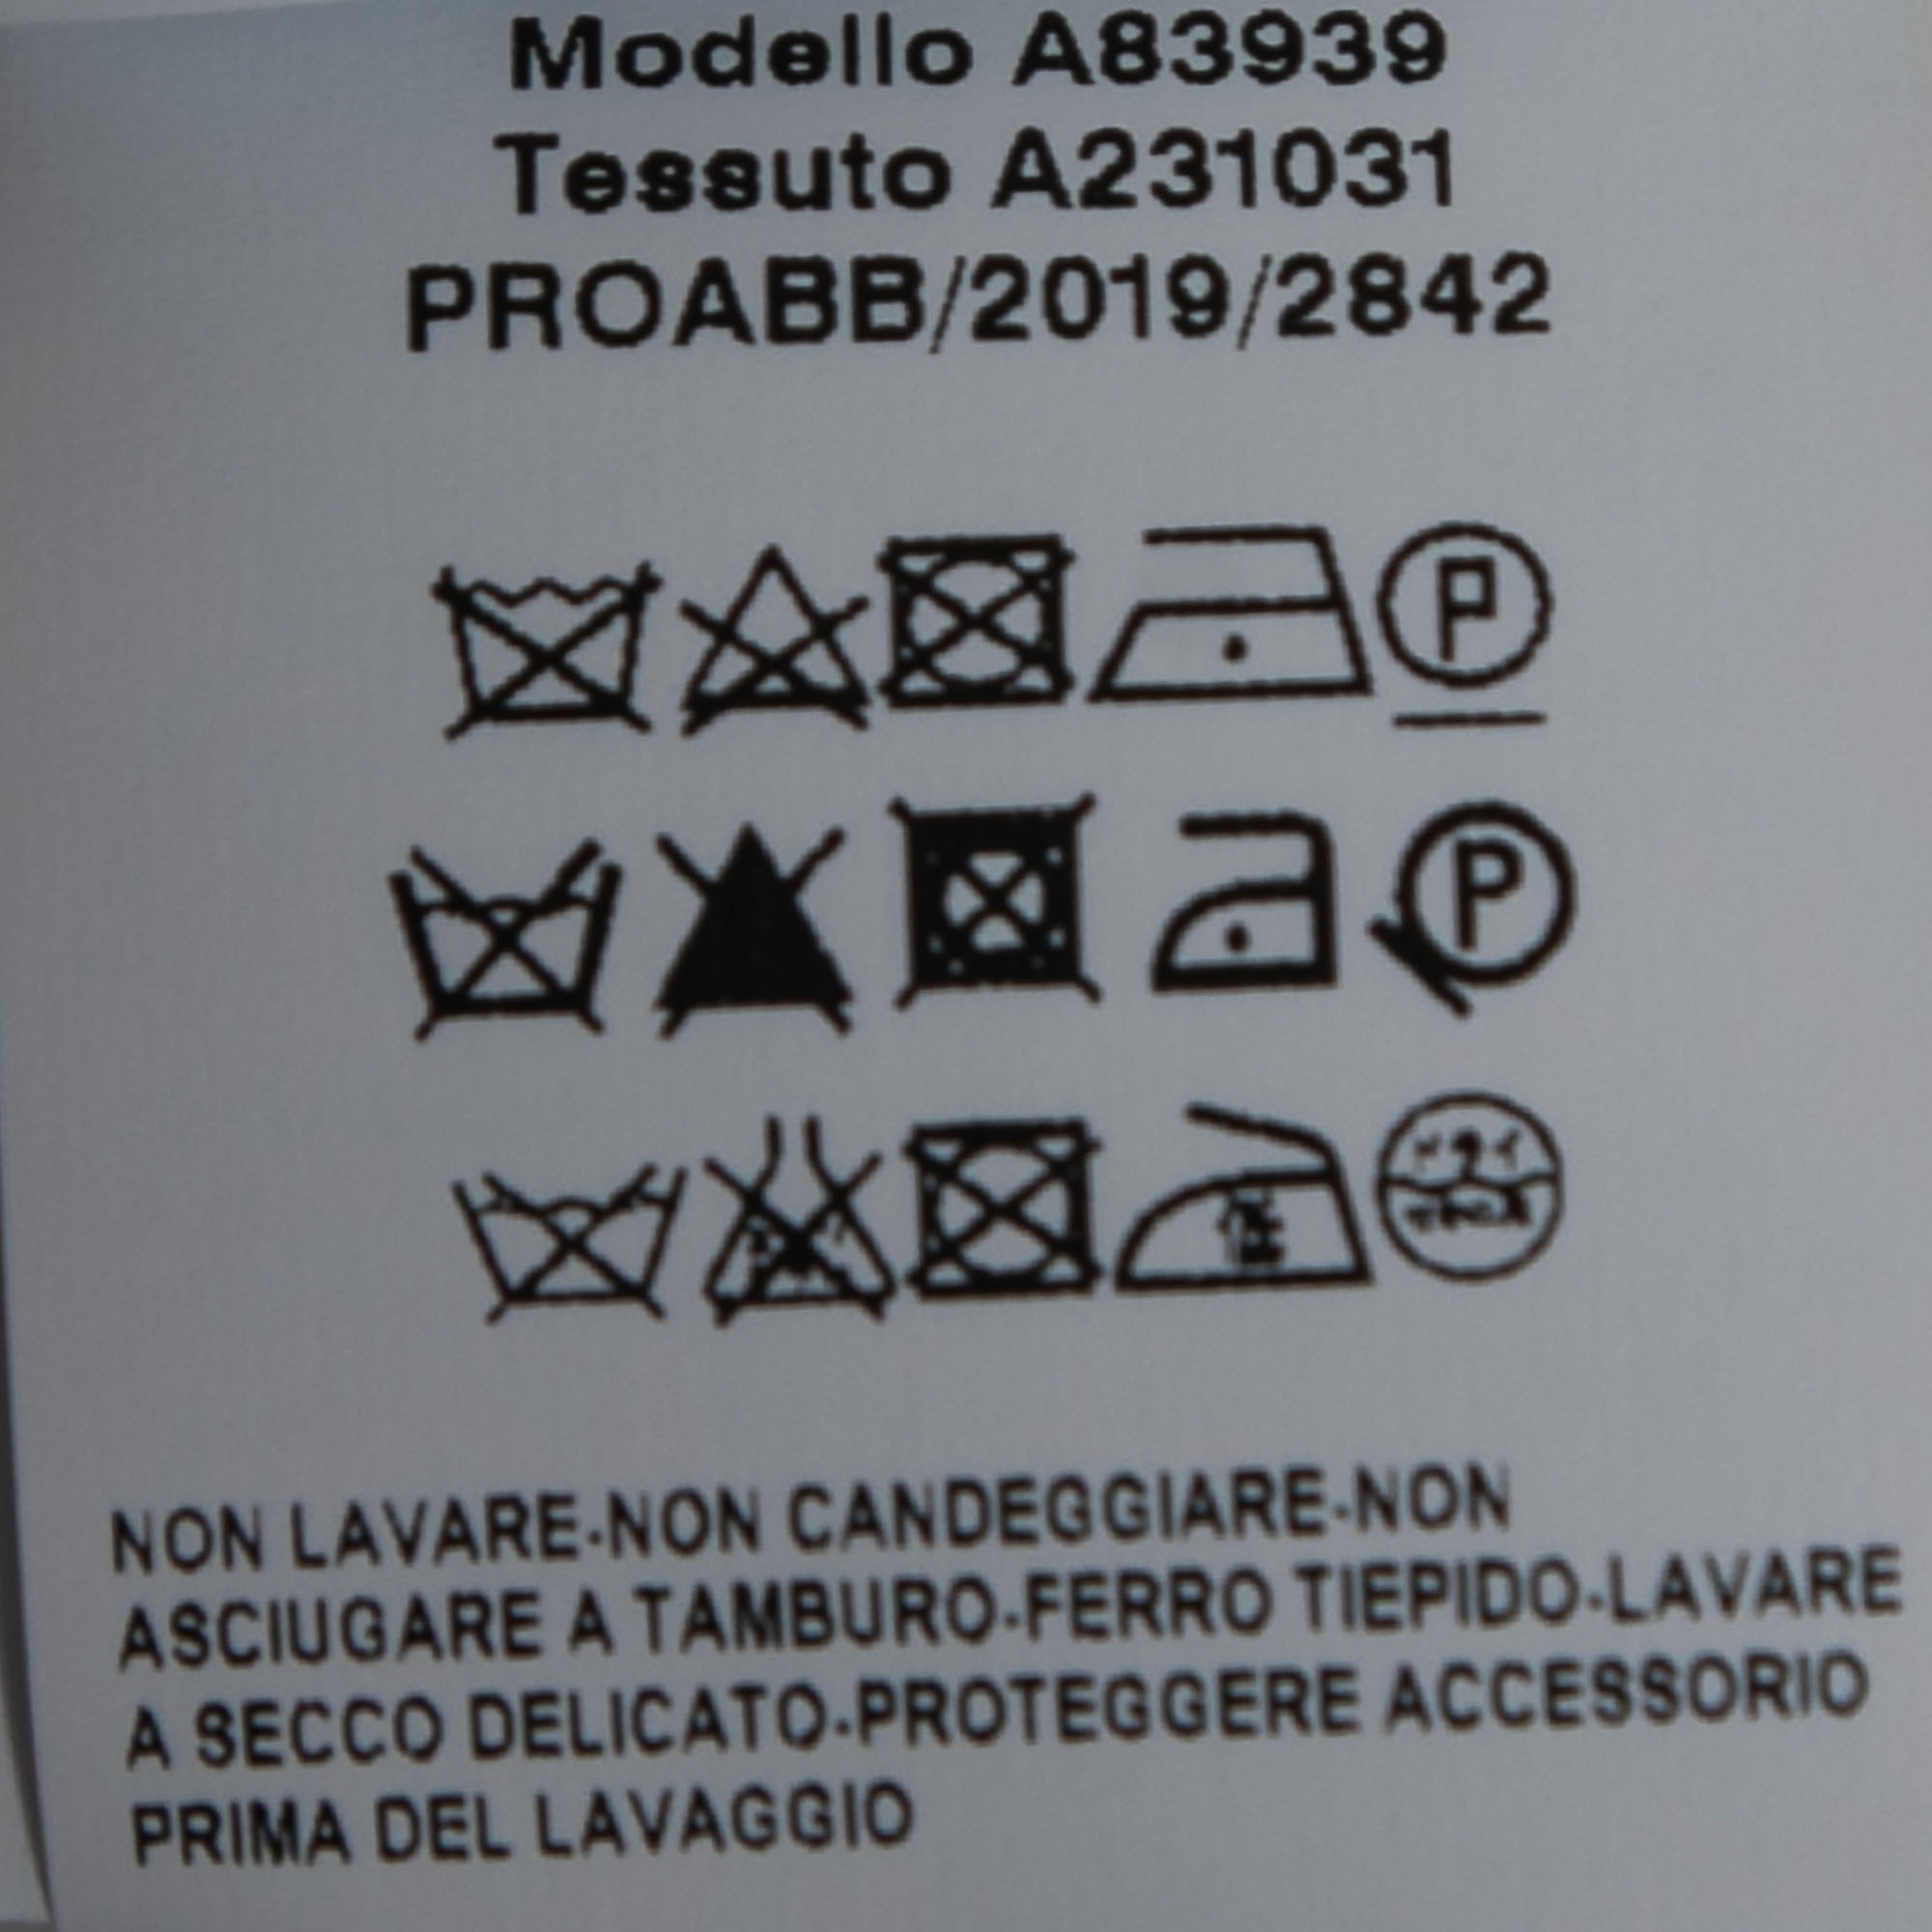 Modello A83939
Tessuto A231031
PROABB/2019/2842
P
P
NON LAVARE-NON CANDEGGIARE-NON
ASCIUGARE A TAMBURO-FERRO TIEPIDO-LAVARE
A SECCO DELICATO-PROTEGGERE ACCESSORIO
PRIMA DEL LAVAGGIO